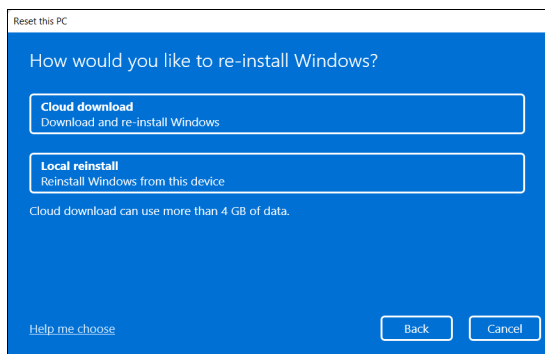 Reset this PC
How would you like to re-install Windows?
Cloud download
Download and re-install Windows
Local reinstall
Reinstall Windows from this device
Cloud download can use more than 4 GB of data.
Help me choose
Back
Cancel